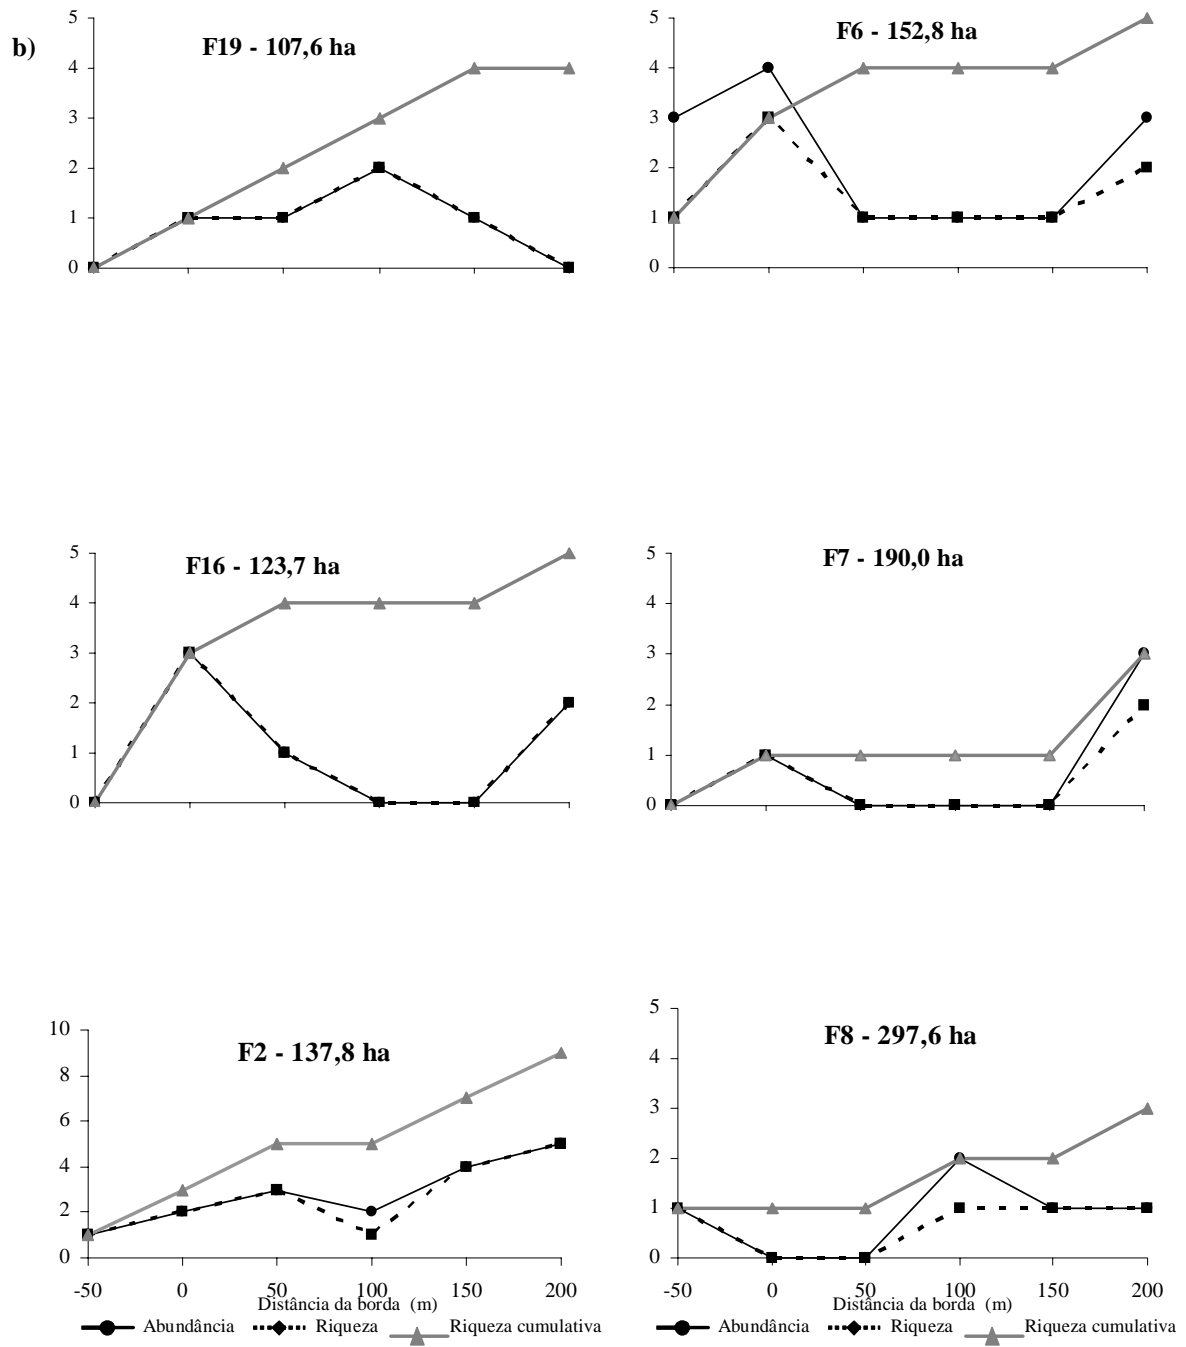 b)
F19 - 107,6 ha
5
4
3
2
1
0
F6 - 152,8 ha
5
4
3
2
1
0
F16 - 123,7 ha
5
4
3
2
1
0
F7 - 190,0 ha
5
4
3
2
1
0
F2 - 137,8 ha
10
8
6
4
2
0
-50 0 50 100 150 200
Distância da borda (m)
Abundância Riqueza Riqueza cumulativa
F8 - 297,6 ha
5
4
3
2
1
0
-50 0 50 100 150 200
Distância da borda (m)
Abundância Riqueza Riqueza cumulativa